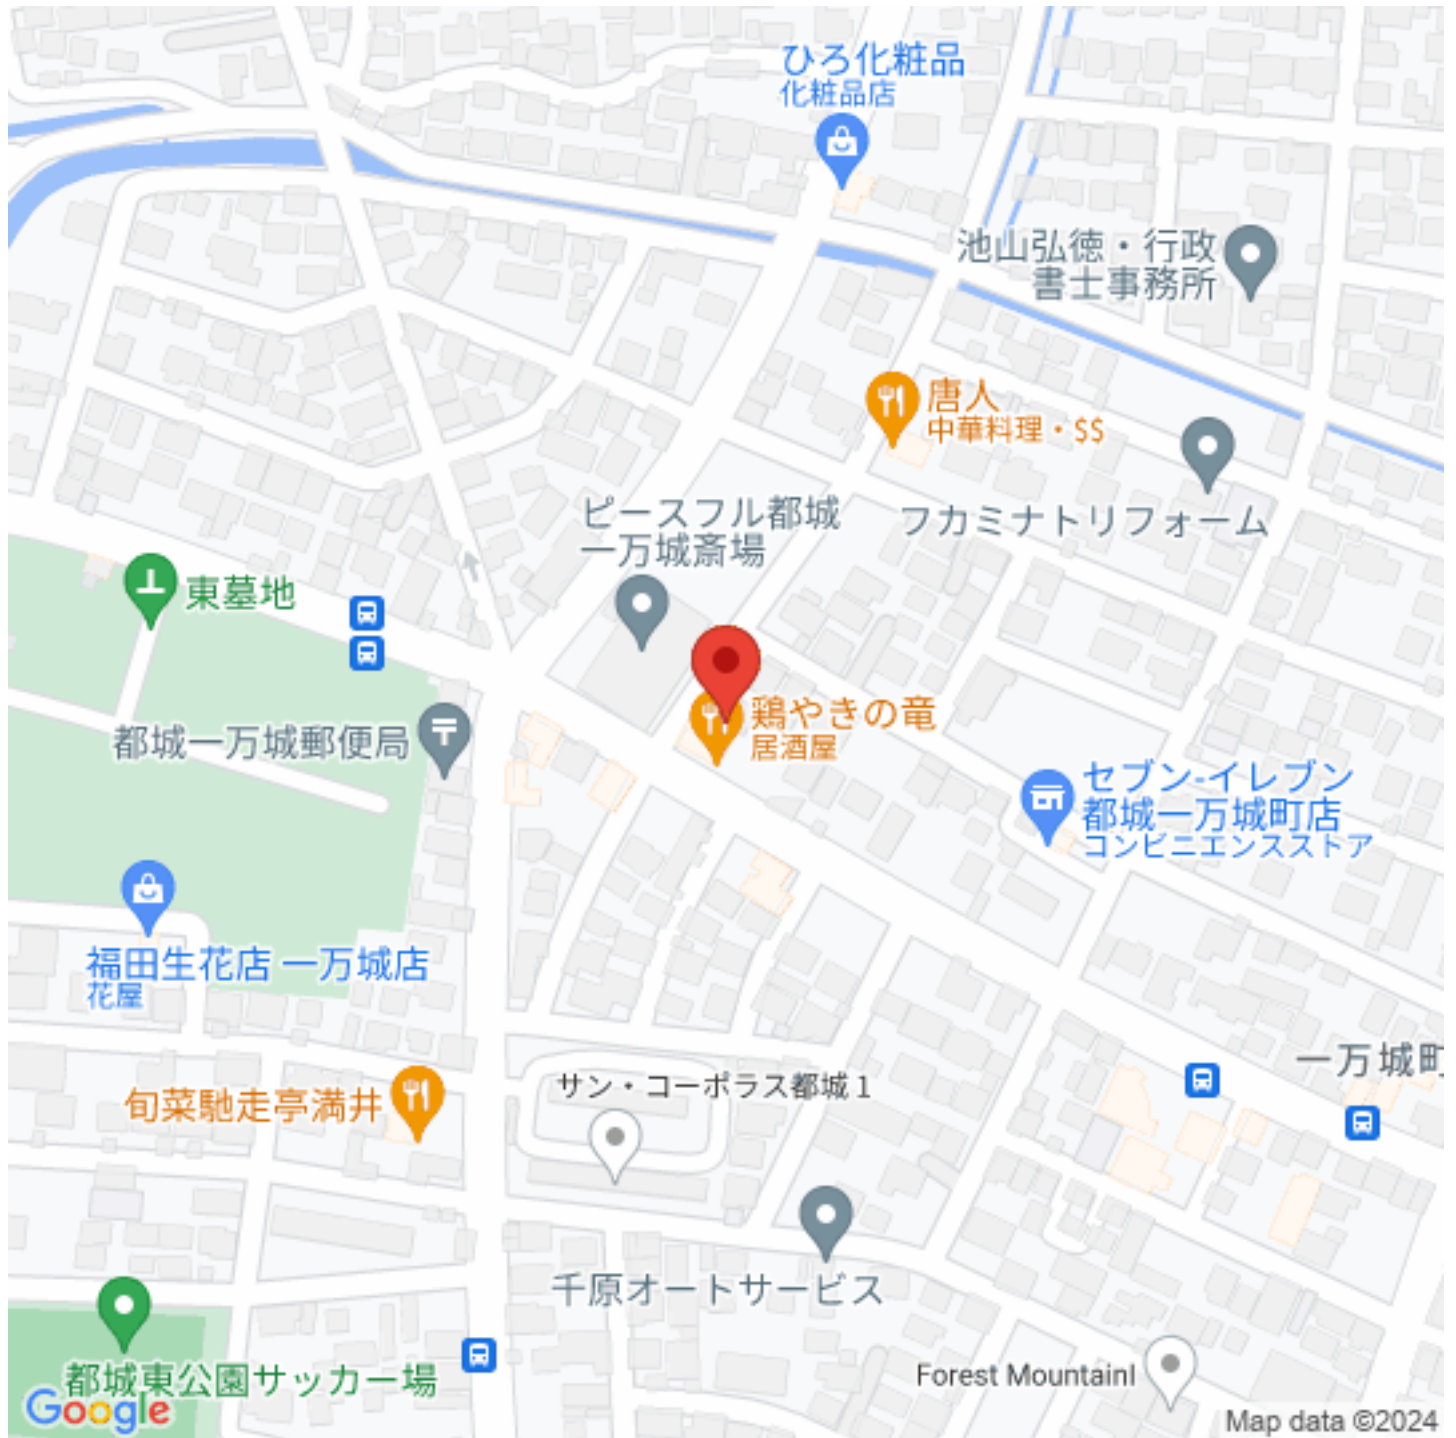 ひろ化粧品
化粧品店
池山弘徳・行政
書士事務所
唐人
中華料理・$$
ピースフル都城
一万城斎場
フカミナトリフォーム
東墓地
都城一万城郵便局
鶏やきの竜
居酒屋
セブン-イレブン
都城一万城町店
コンビニエンスストア
福田生花店 一万城店
花屋
一万城町
旬菜馳走亭満井
サン・コーポラス都城1
千原オートサービス
都城東公園サッカー場
Forest MountainⅠ
Google
Map data ©2024